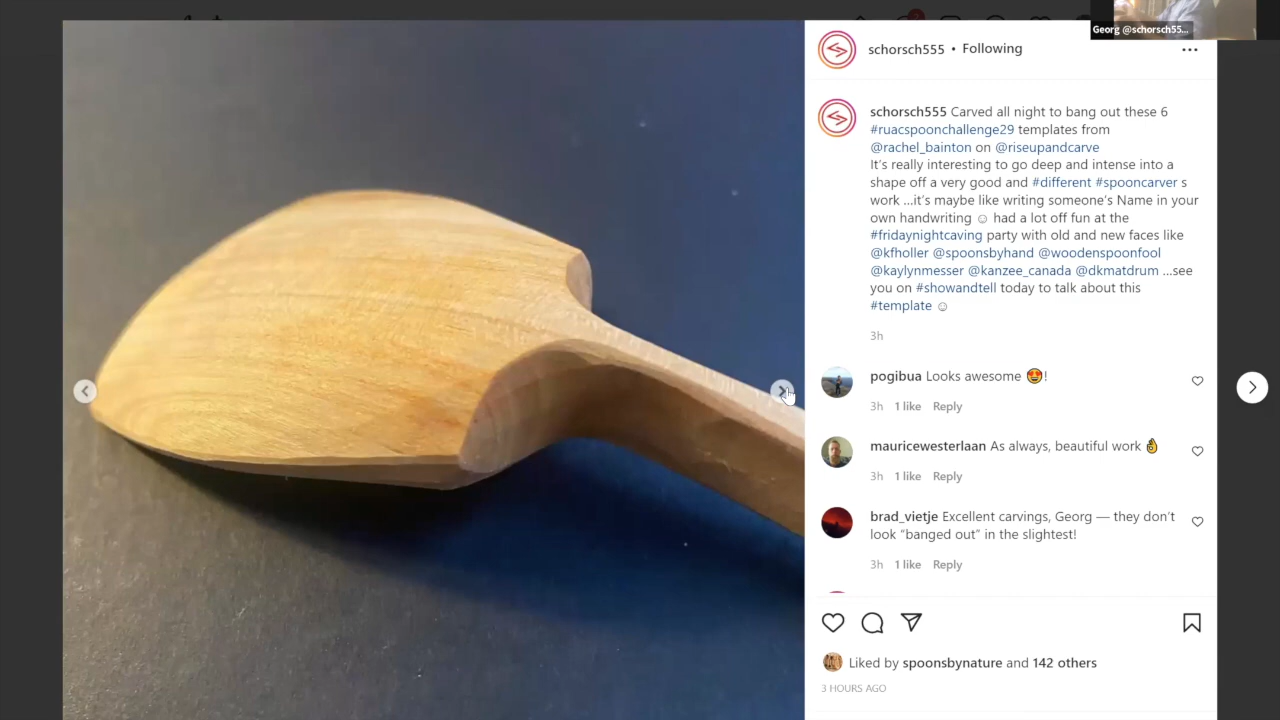 Georg @schorsch55...
schorsch555 • Following
schorsch555 Carved all night to bang out these 6
#ruacspoonchallenge29 templates from
@rachel_bainton on @riseupandcarve
It's really interesting to go deep and intense into a
shape off a very good and #different #spooncarver s
work ...it's maybe like writing someone's Name in your
own handwriting ☺ had a lot off fun at the
#fridaynightcaving party with old and new faces like
@kfholler @spoonsbyhand @woodenspoonfool
@kaylynmesser @kanzee_canada @dkmatdrum ...see
you on #showandtell today to talk about this
#template ☺
3h
pogibua Looks awesome 😍!
3h 1 like Reply
mauricewesterlaan As always, beautiful work 👌
3h 1 like Reply
brad_vietje Excellent carvings, Georg — they don't
look "banged out" in the slightest!
3h 1 like Reply
Liked by spoonsbynature and 142 others
3 HOURS AGO